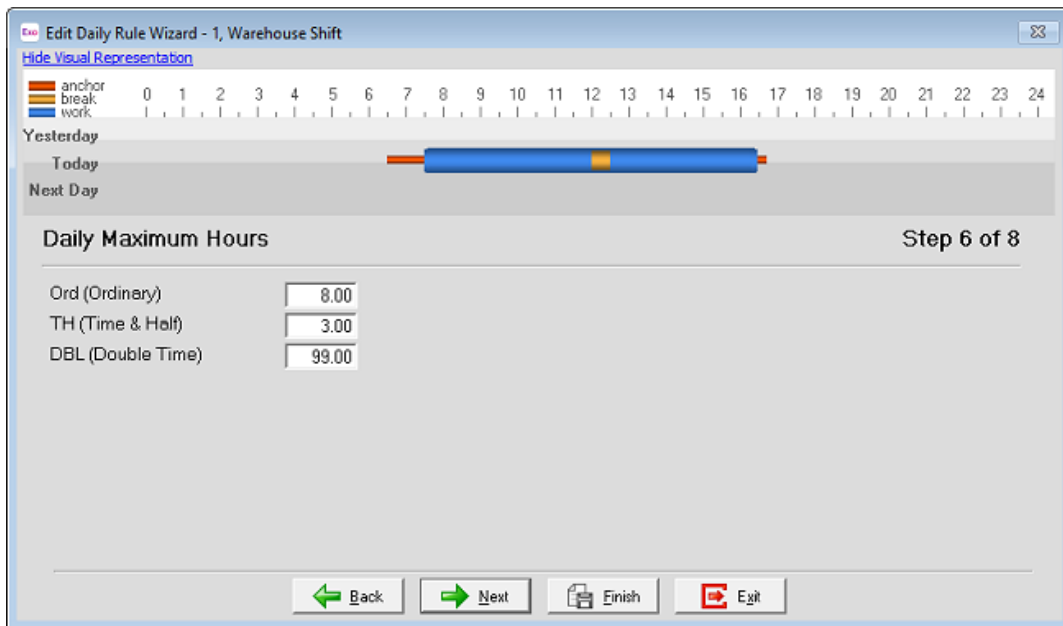 Exo Edit Daily Rule Wizard - 1, Warehouse Shift
Hide Visual Representation
anchor
break
work
0 1 2 3 4 5 6 7 8 9 10 11 12 13 14 15 16 17 18 19 20 21 22 23 24
Yesterday
Today
Next Day
Daily Maximum Hours Step 6 of 8
Ord (Ordinary) 8.00
TH (Time & Half) 3.00
DBL (Double Time) 99.00
Back Next Finish Exit